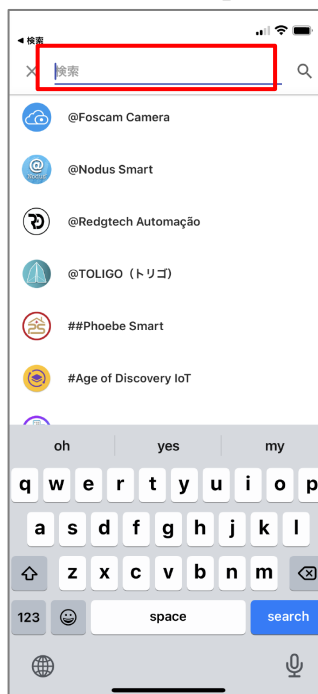 ◀ 検索
検索
@Foscam Camera
@Nodus Smart
@Redgtech Automação
@TOLIGO（トリゴ）
##Phoebe Smart
#Age of Discovery IoT
oh yes my
q w e r t y u i o p
a s d f g h j k l
z x c v b n m
123 space search